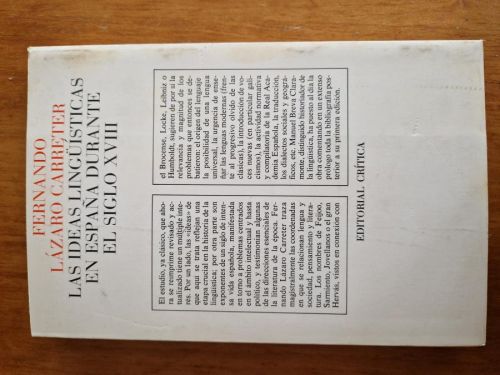 FERNANDO
LÁZARO CARRETER
LAS IDEAS LINGÜÍSTICAS
EN ESPAÑA DURANTE
EL SIGLO XVIII
El estudio, ya clásico, que aho-
ra se reimprime revisado y ac-
tualizado tiene un múltiple inte-
rés. Por un lado, las «ideas» de
que aquí se trata reflejan una
etapa crucial en la historia de la
lingüística; por otra parte son
exponentes de un siglo de inten-
sa vida española, manifestada
en torno a problemas centrados
en el ámbito intelectual y hasta
político, y testimonian algunas
de las direcciones esenciales de
la literatura de la época. Fer-
nando Lázaro Carreter traza
magistralmente las coordenadas
en que se relacionan lengua y
sociedad, pensamiento y litera-
tura. Los nombres de Feijoo,
Sarmiento, Jovellanos o el gran
Hervás, vistos en conexión con
el Brocense, Locke, Leibniz o
Humboldt, sugieren de por sí la
relevancia y magnitud de los
problemas que entonces se de-
batieron: el origen del lenguaje
y la posibilidad de una lengua
universal, la urgencia de ense-
ñar las lenguas modernas (fren-
te al progresivo olvido de las
clásicas), la introducción de vo-
ces nuevas (en particular gali-
cismos), la actividad normativa
y compilatoria de la Real Aca-
demia Española, la traducción,
los dialectos sociales y geográ-
ficos, etc. Manuel Breva Clara-
monte, distinguido historiador de
la lingüística, ha puesto al día la
obra comentando en un extenso
prólogo toda la bibliografía pos-
terior a su primera edición.
EDITORIAL CRÍTICA